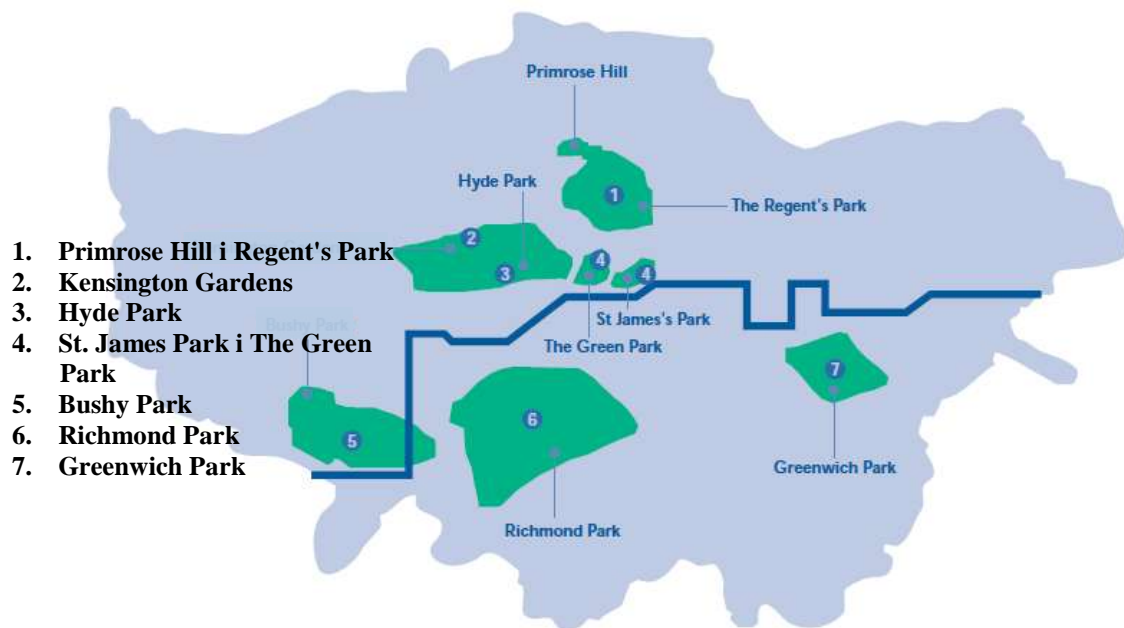 Primrose Hill
1
Hyde Park
The Regent's Park
2
3
4
4
1. Primrose Hill i Regent's Park
2. Kensington Gardens
3. Hyde Park
4. St. James Park i The Green
Park
5. Bushy Park
6. Richmond Park
7. Greenwich Park
Bushy Park
St James's Park
The Green Park
7
6
5
Greenwich Park
Richmond Park